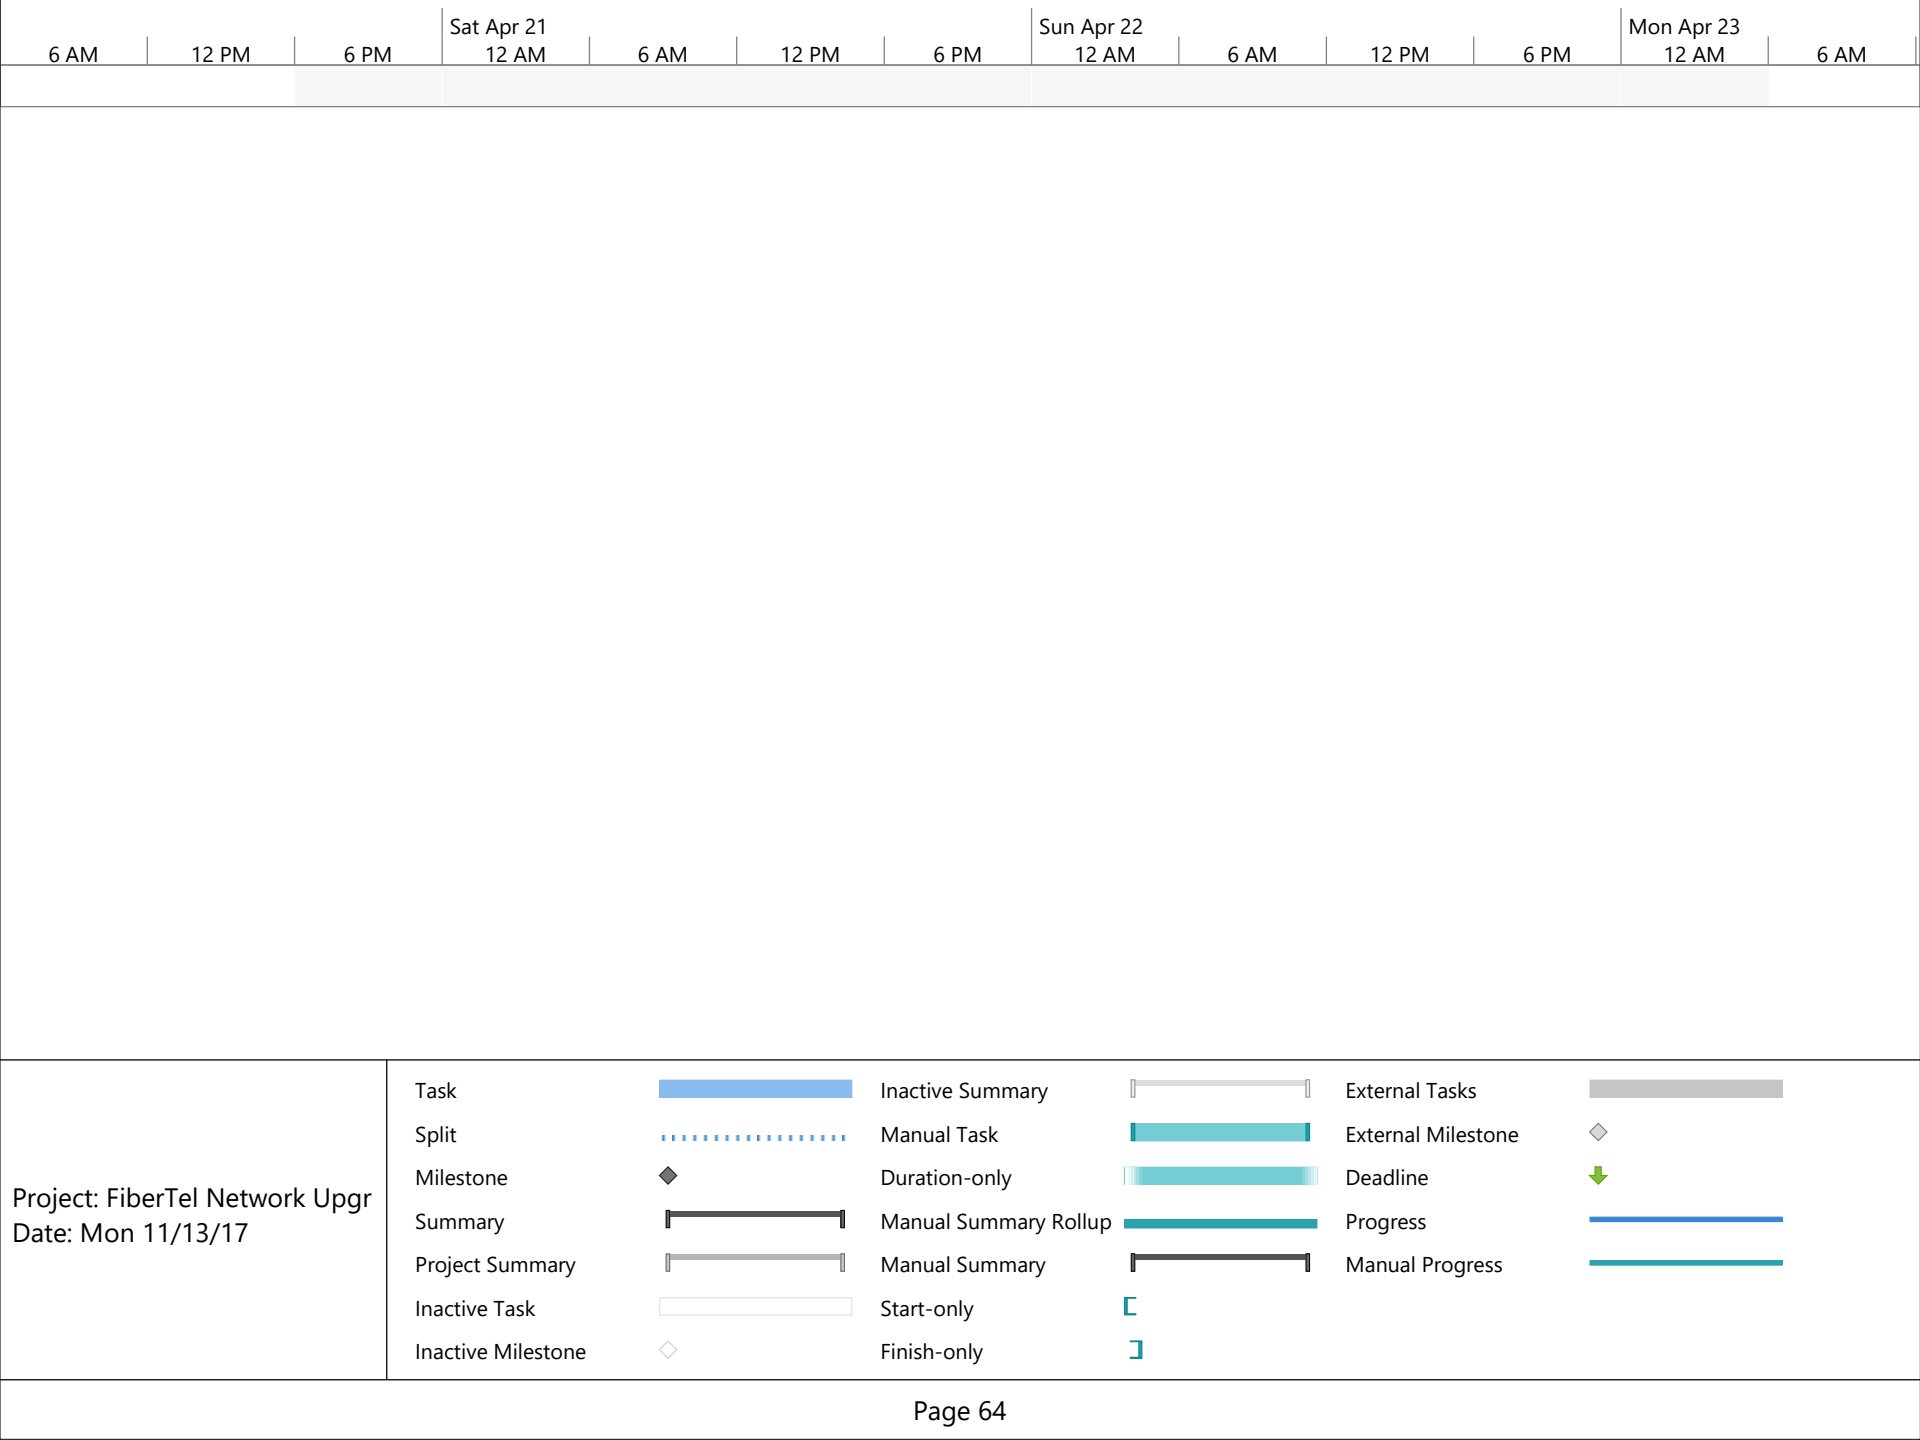 Sat Apr 21 Sun Apr 22 Mon Apr 23
6 AM 12 PM 6 PM 12 AM 6 AM 12 PM 6 PM 12 AM 6 AM 12 PM 6 PM 12 AM 6 AM
Project: FiberTel Network Upgr
Date: Mon 11/13/17
Task
Split
Milestone
Summary
Project Summary
Inactive Task
Inactive Milestone
Inactive Summary
Manual Task
Duration-only
Manual Summary Rollup
Manual Summary
Start-only
Finish-only
External Tasks
External Milestone
Deadline
Progress
Manual Progress
Page 64